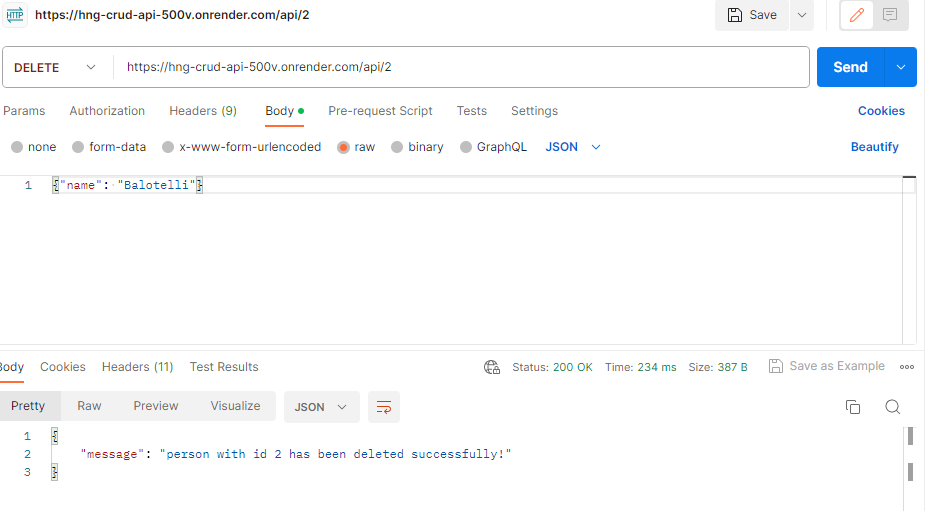 HTTP https://hng-crud-api-500v.onrender.com/api/2 Save
DELETE https://hng-crud-api-500v.onrender.com/api/2 Send
Params Authorization Headers (9) Body Pre-request Script Tests Settings Cookies
none form-data x-www-form-urlencoded raw binary GraphQL JSON Beautify
1 {"name": "Balotelli"}
Body Cookies Headers (11) Test Results Status: 200 OK Time: 234 ms Size: 387 B Save as Example
Pretty Raw Preview Visualize JSON
1 {
2 "message": "person with id 2 has been deleted successfully!"
3 }